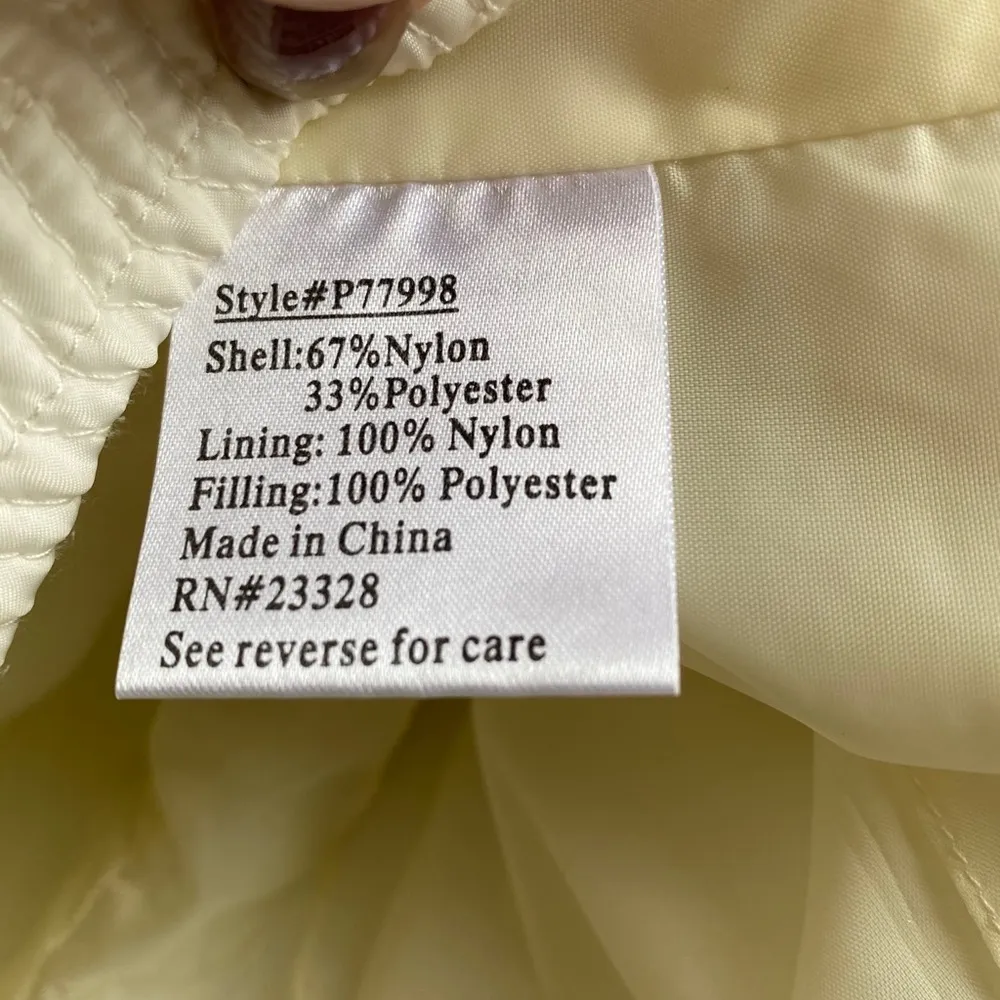 Style#P77998
Shell:67%Nylon
33%Polyester
Lining: 100% Nylon
Filling:100% Polyester
Made in China
RN#23328
See reverse for care